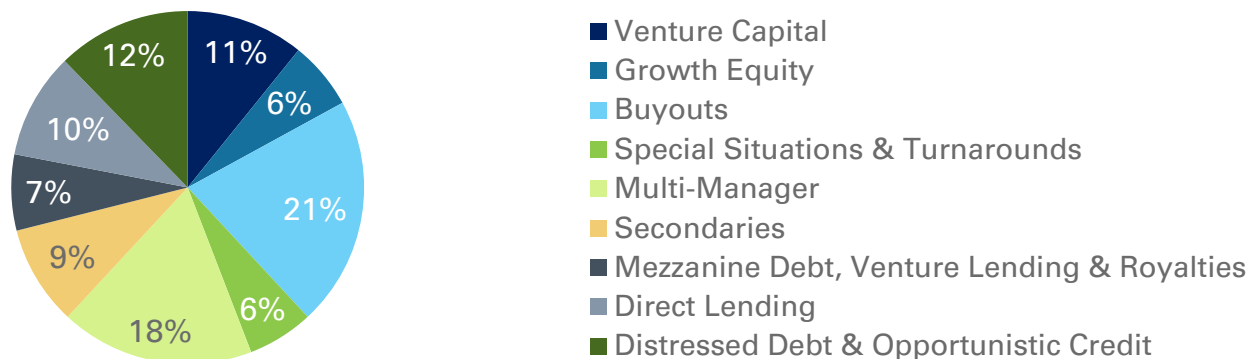 12%
11%
6%
10%
7%
21%
9%
6%
18%
Venture Capital
Growth Equity
Buyouts
Special Situations & Turnarounds
Multi-Manager
Secondaries
Mezzanine Debt, Venture Lending & Royalties
Direct Lending
Distressed Debt & Opportunistic Credit